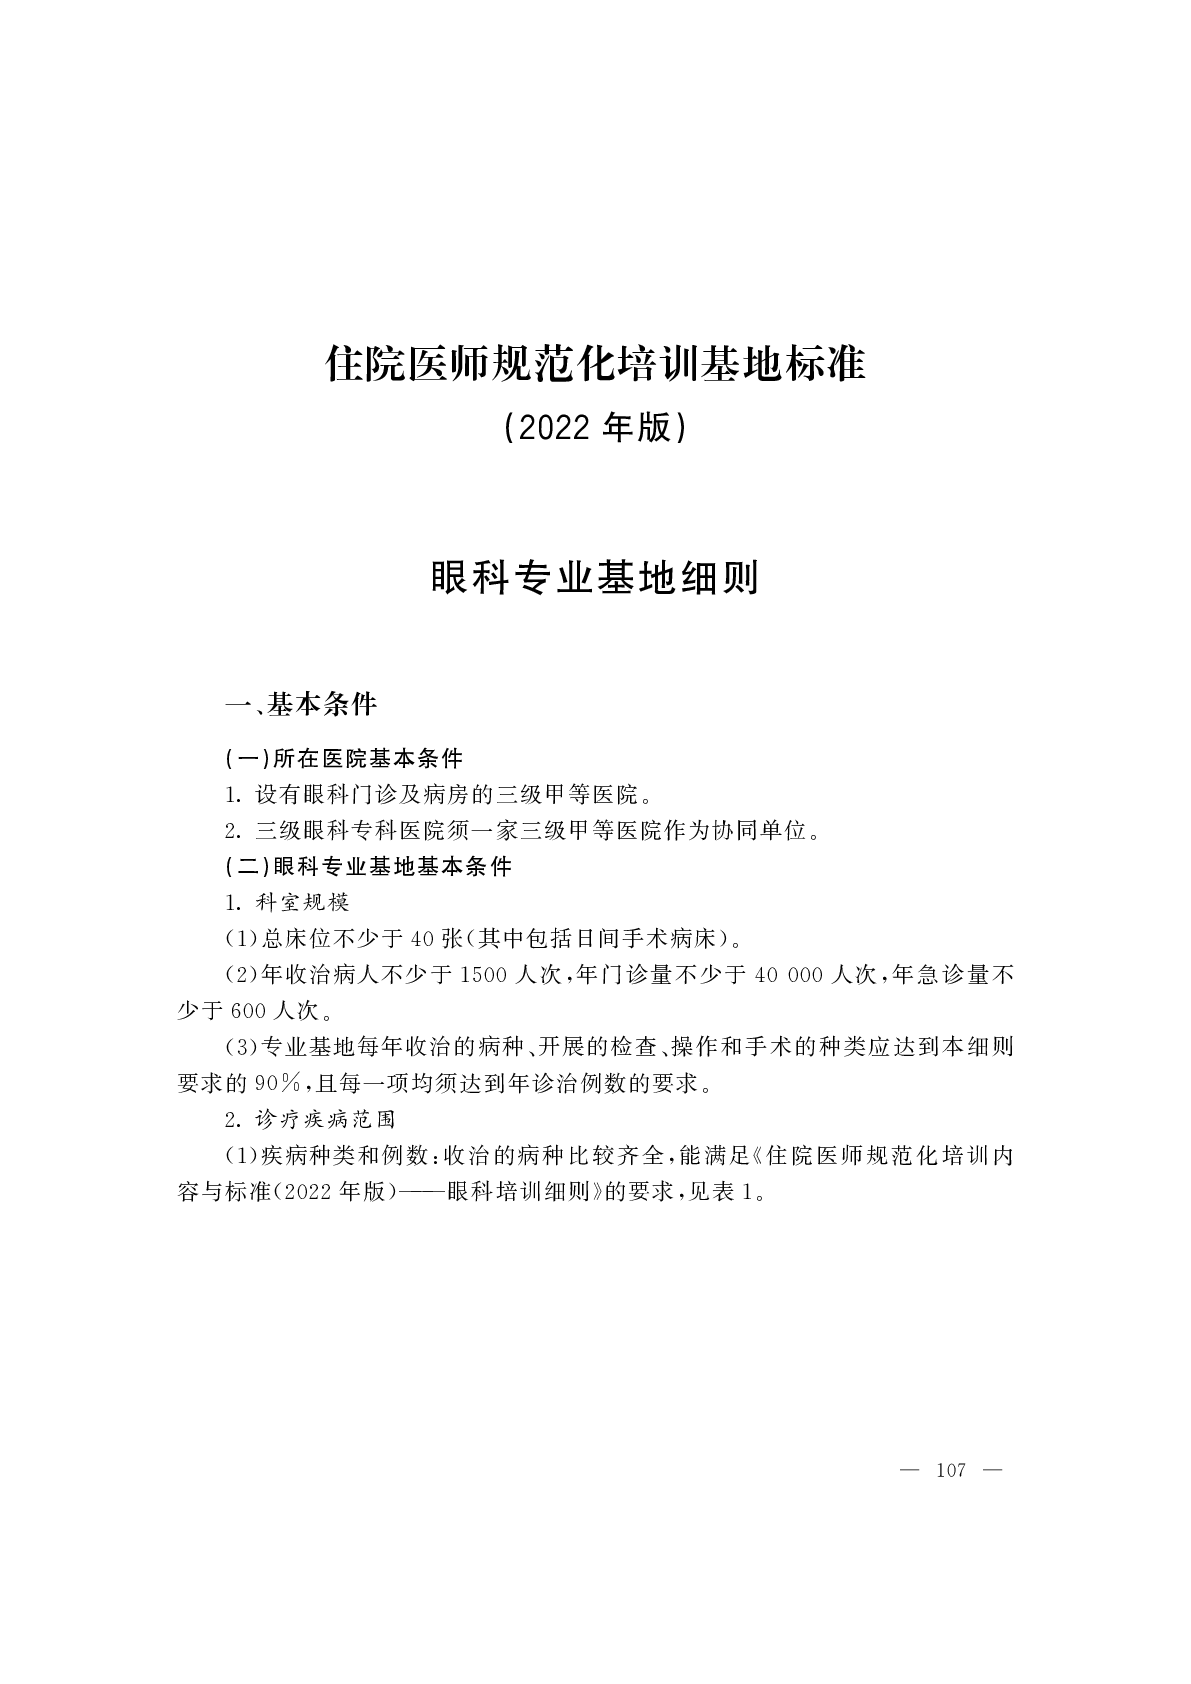 住院医师规范化培训基地标准
(2022 年版)
眼科专业基地细则
一、基本条件
(一)所在医院基本条件
1. 设有眼科门诊及病房的三级甲等医院。
2. 三级眼科专科医院须一家三级甲等医院作为协同单位。
(二)眼科专业基地基本条件
1. 科室规模
(1)总床位不少于 40 张(其中包括日间手术病床)。
(2)年收治病人不少于 1500 人次,年门诊量不少于 40 000 人次,年急诊量不
少于 600 人次。
(3)专业基地每年收治的病种、开展的检查、操作和手术的种类应达到本细则
要求的 90%,且每一项均须达到年诊治例数的要求。
2. 诊疗疾病范围
(1)疾病种类和例数:收治的病种比较齐全,能满足《住院医师规范化培训内
容与标准(2022 年版)——眼科培训细则》的要求,见表 1。
— 107 —